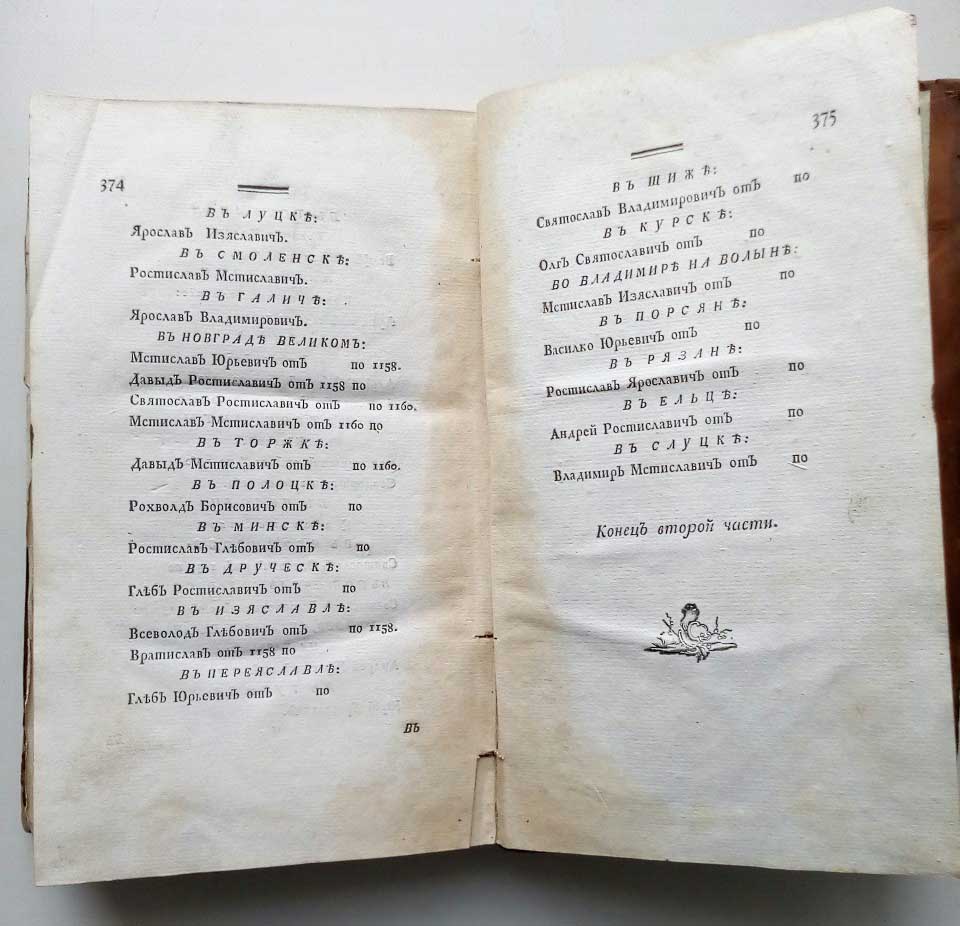 374
ВЪ ЛУЦКѢ:
ЯрославЪ ИзяславичЪ.
ВЪ СМОЛЕНСКѢ:
РостиславЪ МстиславичЪ.
ВЪ ГАЛИЧѢ:
ЯрославЪ ВладимировичЪ.
ВЪ НОВГРАДѢ ВЕЛИКОМЪ:
МстиславЪ ЮрьевичЪ отЪ по 1158.
ДавыдЪ РостиславичЪ отЪ 1158 по
СвятославЪ РостиславичЪ отЪ по 1160.
МстиславЪ МстиславичЪ отЪ 1160 по
ВЪ ТОРЖКѢ:
ДавыдЪ МстиславичЪ отЪ по 1160.
ВЪ ПОЛОЦКѢ:
РохволдЪ БорисовичЪ отЪ по
ВЪ МИНСКѢ:
РостиславЪ ГлѣбовичЪ отЪ по
ВЪ ДРУЧЕСКѢ:
ГлѣбЪ РостиславичЪ отЪ по
ВЪ ИЗЯСЛАВЛѢ:
ВсеволодЪ ГлѣбовичЪ отЪ по 1158.
ВратиславЪ отЪ 1158 по
ВЪ ПЕРЕЯСЛАВЛѢ:
ГлѣбЪ ЮрьевичЪ отЪ по
ВЪ
375
ВЪ ЩИЖѢ:
СвятославЪ ВладимировичЪ отЪ по
ВЪ КУРСКѢ:
ОлгЪ СвятославичЪ отЪ по
ВО ВЛАДИМИРѢ НА ВОЛЫНѢ:
МстиславЪ ИзяславичЪ отЪ по
ВЪ ПОРСЯНѢ:
Василко ЮрьевичЪ отЪ по
ВЪ РЯЗАНѢ:
РостиславЪ ЯрославичЪ отЪ по
ВЪ ЕЛЬЦѢ:
Андрей РостиславичЪ отЪ по
ВЪ СЛУЦКѢ:
ВладимирЪ МстиславичЪ отЪ по
КонецЪ второй части.